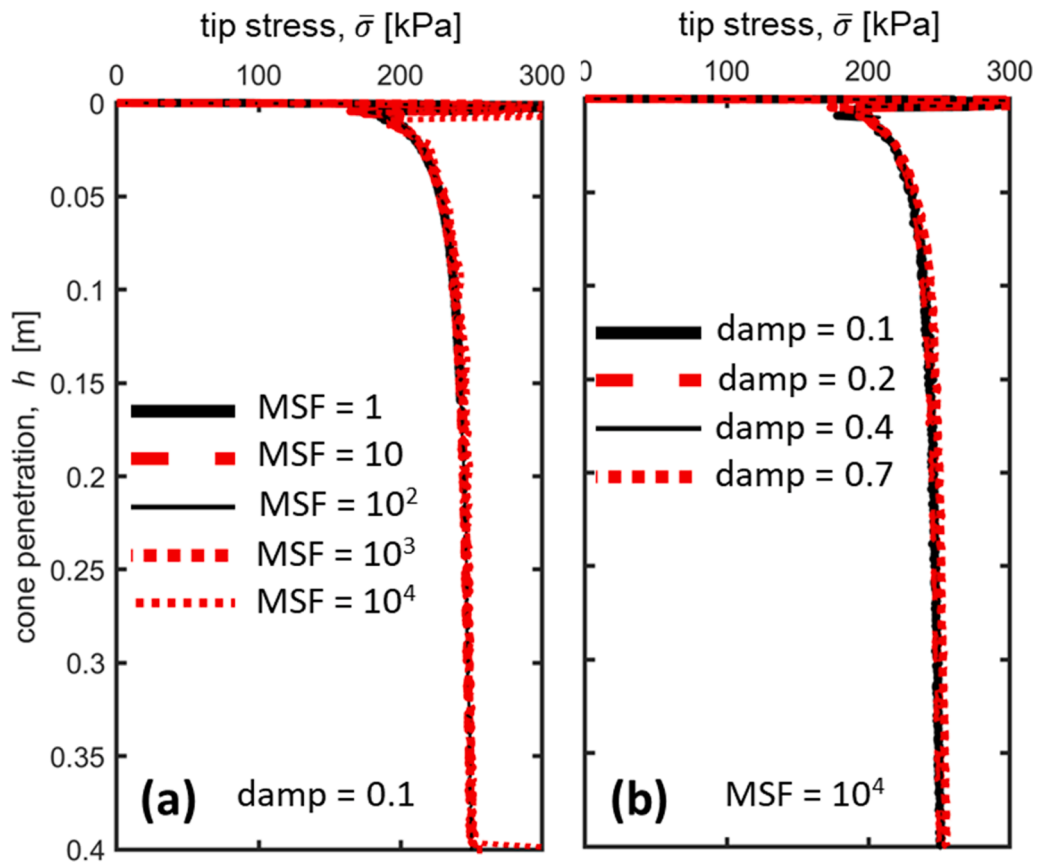 tip stress, σ̄ [kPa]
0 100 200 300
cone penetration, h [m]
0
0.05
0.1
0.15
0.2
0.25
0.3
0.35
0.4
MSF = 1
MSF = 10
MSF = 10²
MSF = 10³
MSF = 10⁴
(a) damp = 0.1
tip stress, σ̄ [kPa]
0 100 200 300
damp = 0.1
damp = 0.2
damp = 0.4
damp = 0.7
(b) MSF = 10⁴